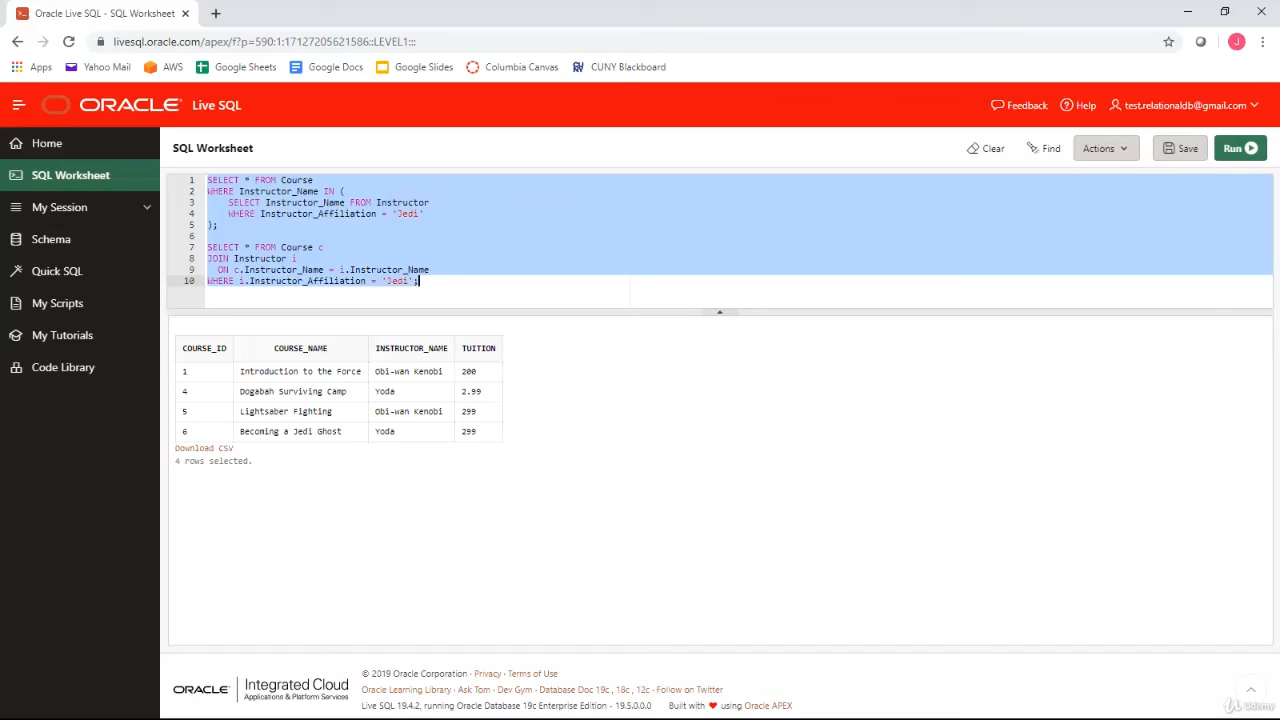 Oracle Live SQL - SQL Worksheet
livesql.oracle.com/apex/f?p=590:1:17127205621586::LEVEL1:::
J
Apps
Yahoo Mail
AWS
Google Sheets
Google Docs
Google Slides
Columbia Canvas
CUNY Blackboard
ORACLE Live SQL
Feedback
Help
test.relationaldb@gmail.com
Home
SQL Worksheet
My Session
Schema
Quick SQL
My Scripts
My Tutorials
Code Library
SQL Worksheet
Clear
Find
Actions
Save
Run
1 SELECT * FROM Course
2 WHERE Instructor_Name IN (
3 SELECT Instructor_Name FROM Instructor
4 WHERE Instructor_Affiliation = 'Jedi'
5 );
6
7 SELECT * FROM Course c
8 JOIN Instructor i
9 ON c.Instructor_Name = i.Instructor_Name
10 WHERE i.Instructor_Affiliation = 'Jedi';
COURSE_ID COURSE_NAME INSTRUCTOR_NAME TUITION
1 Introduction to the Force Obi-wan Kenobi 200
4 Dogabah Surviving Camp Yoda 2.99
5 Lightsaber Fighting Obi-wan Kenobi 299
6 Becoming a Jedi Ghost Yoda 299
Download CSV
4 rows selected.
ORACLE Integrated Cloud
Applications & Platform Services
© 2019 Oracle Corporation · Privacy · Terms of Use
Oracle Learning Library · Ask Tom · Dev Gym · Database Doc 19c, 18c, 12c · Follow on Twitter
Live SQL 19.4.2, running Oracle Database 19c Enterprise Edition - 19.5.0.0.0 Built with ❤ using Oracle APEX
Udemy